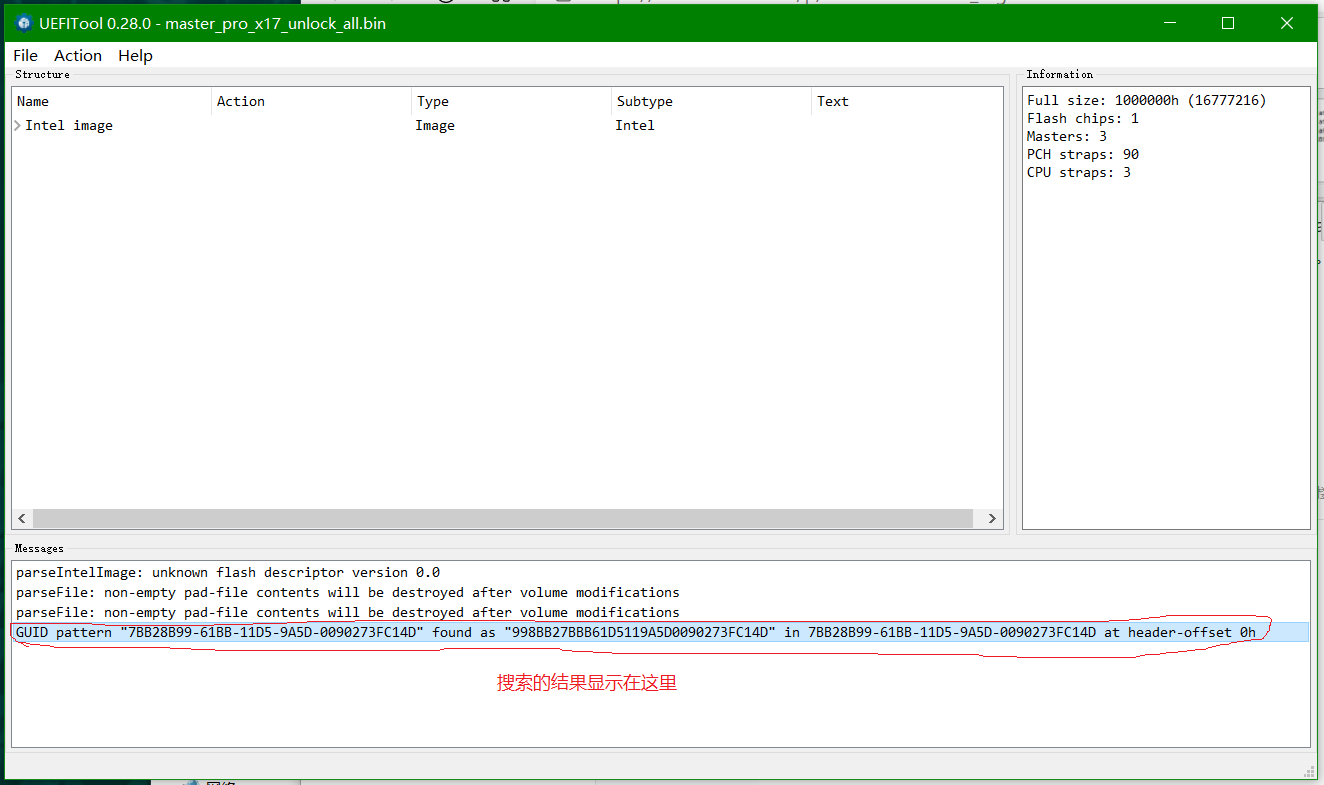 UEFITool 0.28.0 - master_pro_x17_unlock_all.bin
File Action Help
Structure
Name Action Type Subtype Text
Intel image Image Intel
Information
Full size: 1000000h (16777216)
Flash chips: 1
Masters: 3
PCH straps: 90
CPU straps: 3
Messages
parseIntelImage: unknown flash descriptor version 0.0
parseFile: non-empty pad-file contents will be destroyed after volume modifications
parseFile: non-empty pad-file contents will be destroyed after volume modifications
GUID pattern "7BB28B99-61BB-11D5-9A5D-0090273FC14D" found as "998BB27BBB61D5119A5D0090273FC14D" in 7BB28B99-61BB-11D5-9A5D-0090273FC14D at header-offset 0h
搜索的结果显示在这里